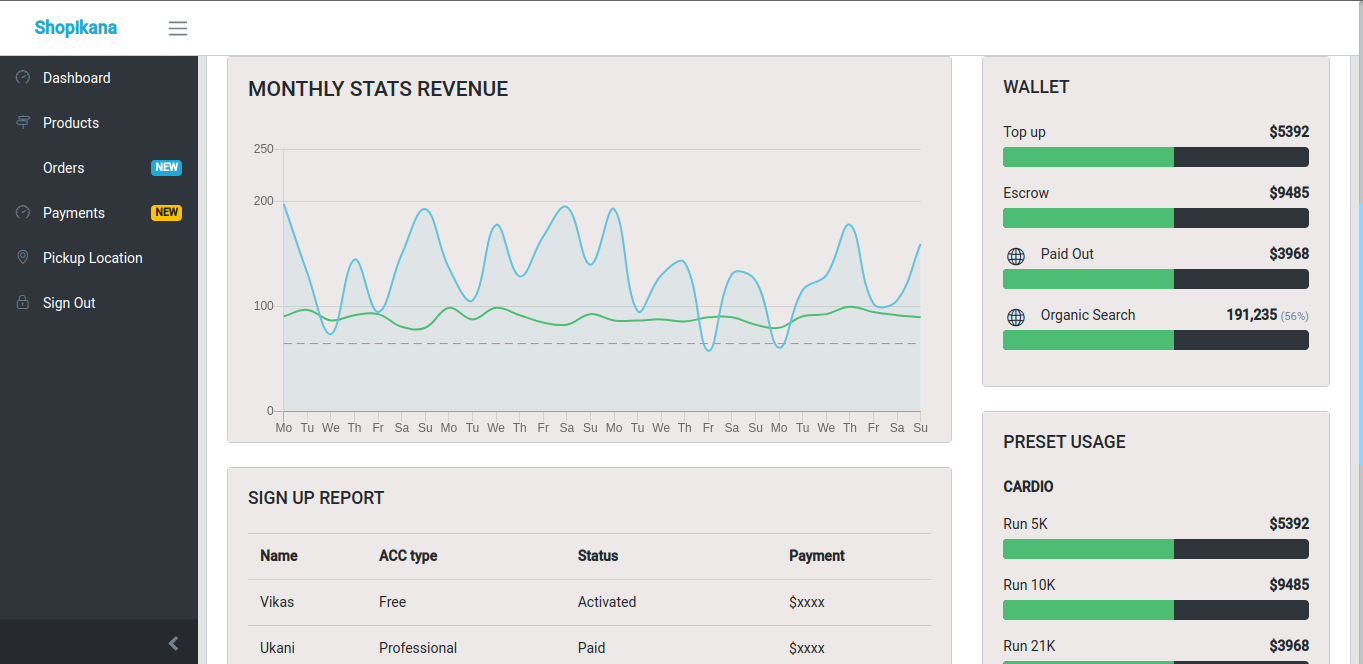 Shoplkana
Dashboard
Products
Orders NEW
Payments NEW
Pickup Location
Sign Out
MONTHLY STATS REVENUE
250
200
100
0
Mo Tu We Th Fr Sa Su Mo Tu We Th Fr Sa Su Mo Tu We Th Fr Sa Su Mo Tu We Th Fr Sa Su
SIGN UP REPORT
Name ACC type Status Payment
Vikas Free Activated $xxxx
Ukani Professional Paid $xxxx
WALLET
Top up $5392
Escrow $9485
Paid Out $3968
Organic Search 191,235 (56%)
PRESET USAGE
CARDIO
Run 5K $5392
Run 10K $9485
Run 21K $3968